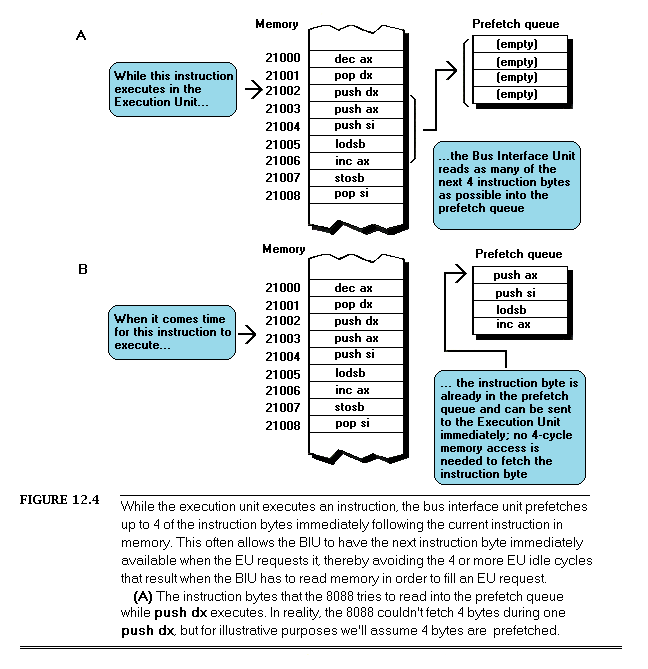 A
Memory
21000 dec ax
21001 pop dx
21002 push dx
21003 push ax
21004 push si
21005 lodsb
21006 inc ax
21007 stosb
21008 pop si
While this instruction
executes in the
Execution Unit...
Prefetch queue
(empty)
(empty)
(empty)
(empty)
...the Bus Interface Unit
reads as many of the
next 4 instruction bytes
as possible into the
prefetch queue
B
Memory
21000 dec ax
21001 pop dx
21002 push dx
21003 push ax
21004 push si
21005 lodsb
21006 inc ax
21007 stosb
21008 pop si
When it comes time
for this instruction to
execute...
Prefetch queue
push ax
push si
lodsb
inc ax
... the instruction byte is
already in the prefetch
queue and can be sent
to the Execution Unit
immediately; no 4-cycle
memory access is
needed to fetch the
instruction byte
FIGURE 12.4
While the execution unit executes an instruction, the bus interface unit prefetches
up to 4 of the instruction bytes immediately following the current instruction in
memory. This often allows the BIU to have the next instruction byte immediately
available when the EU requests it, thereby avoiding the 4 or more EU idle cycles
that result when the BIU has to read memory in order to fill an EU request.
(A) The instruction bytes that the 8088 tries to read into the prefetch queue
while push dx executes. In reality, the 8088 couldn't fetch 4 bytes during one
push dx, but for illustrative purposes we'll assume 4 bytes are prefetched.